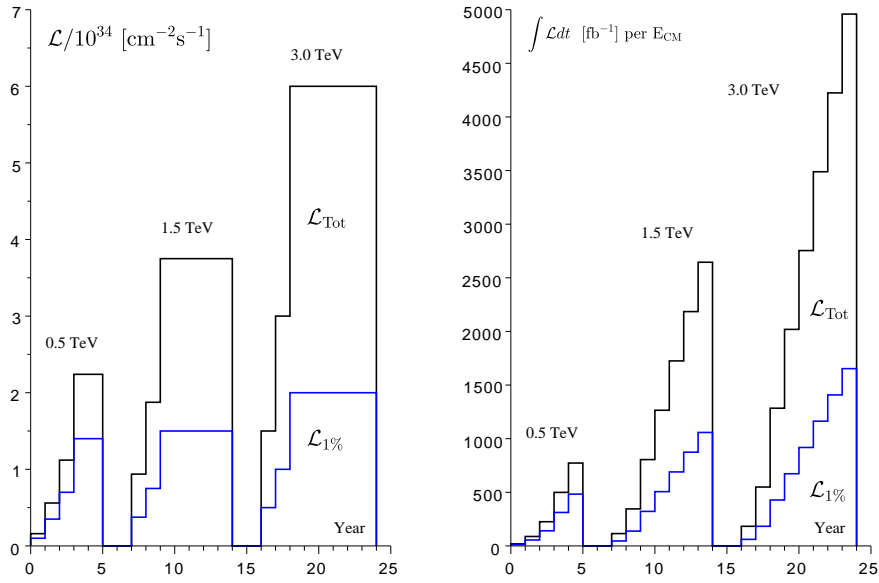 ℒ/10³⁴ [cm⁻²s⁻¹]
3.0 TeV
1.5 TeV
0.5 TeV
ℒTot
ℒ1%
Year
7
6
5
4
3
2
1
0
0 5 10 15 20 25
∫ ℒdt [fb⁻¹] per ECM
3.0 TeV
1.5 TeV
0.5 TeV
ℒTot
ℒ1%
Year
5000
4500
4000
3500
3000
2500
2000
1500
1000
500
0
0 5 10 15 20 25